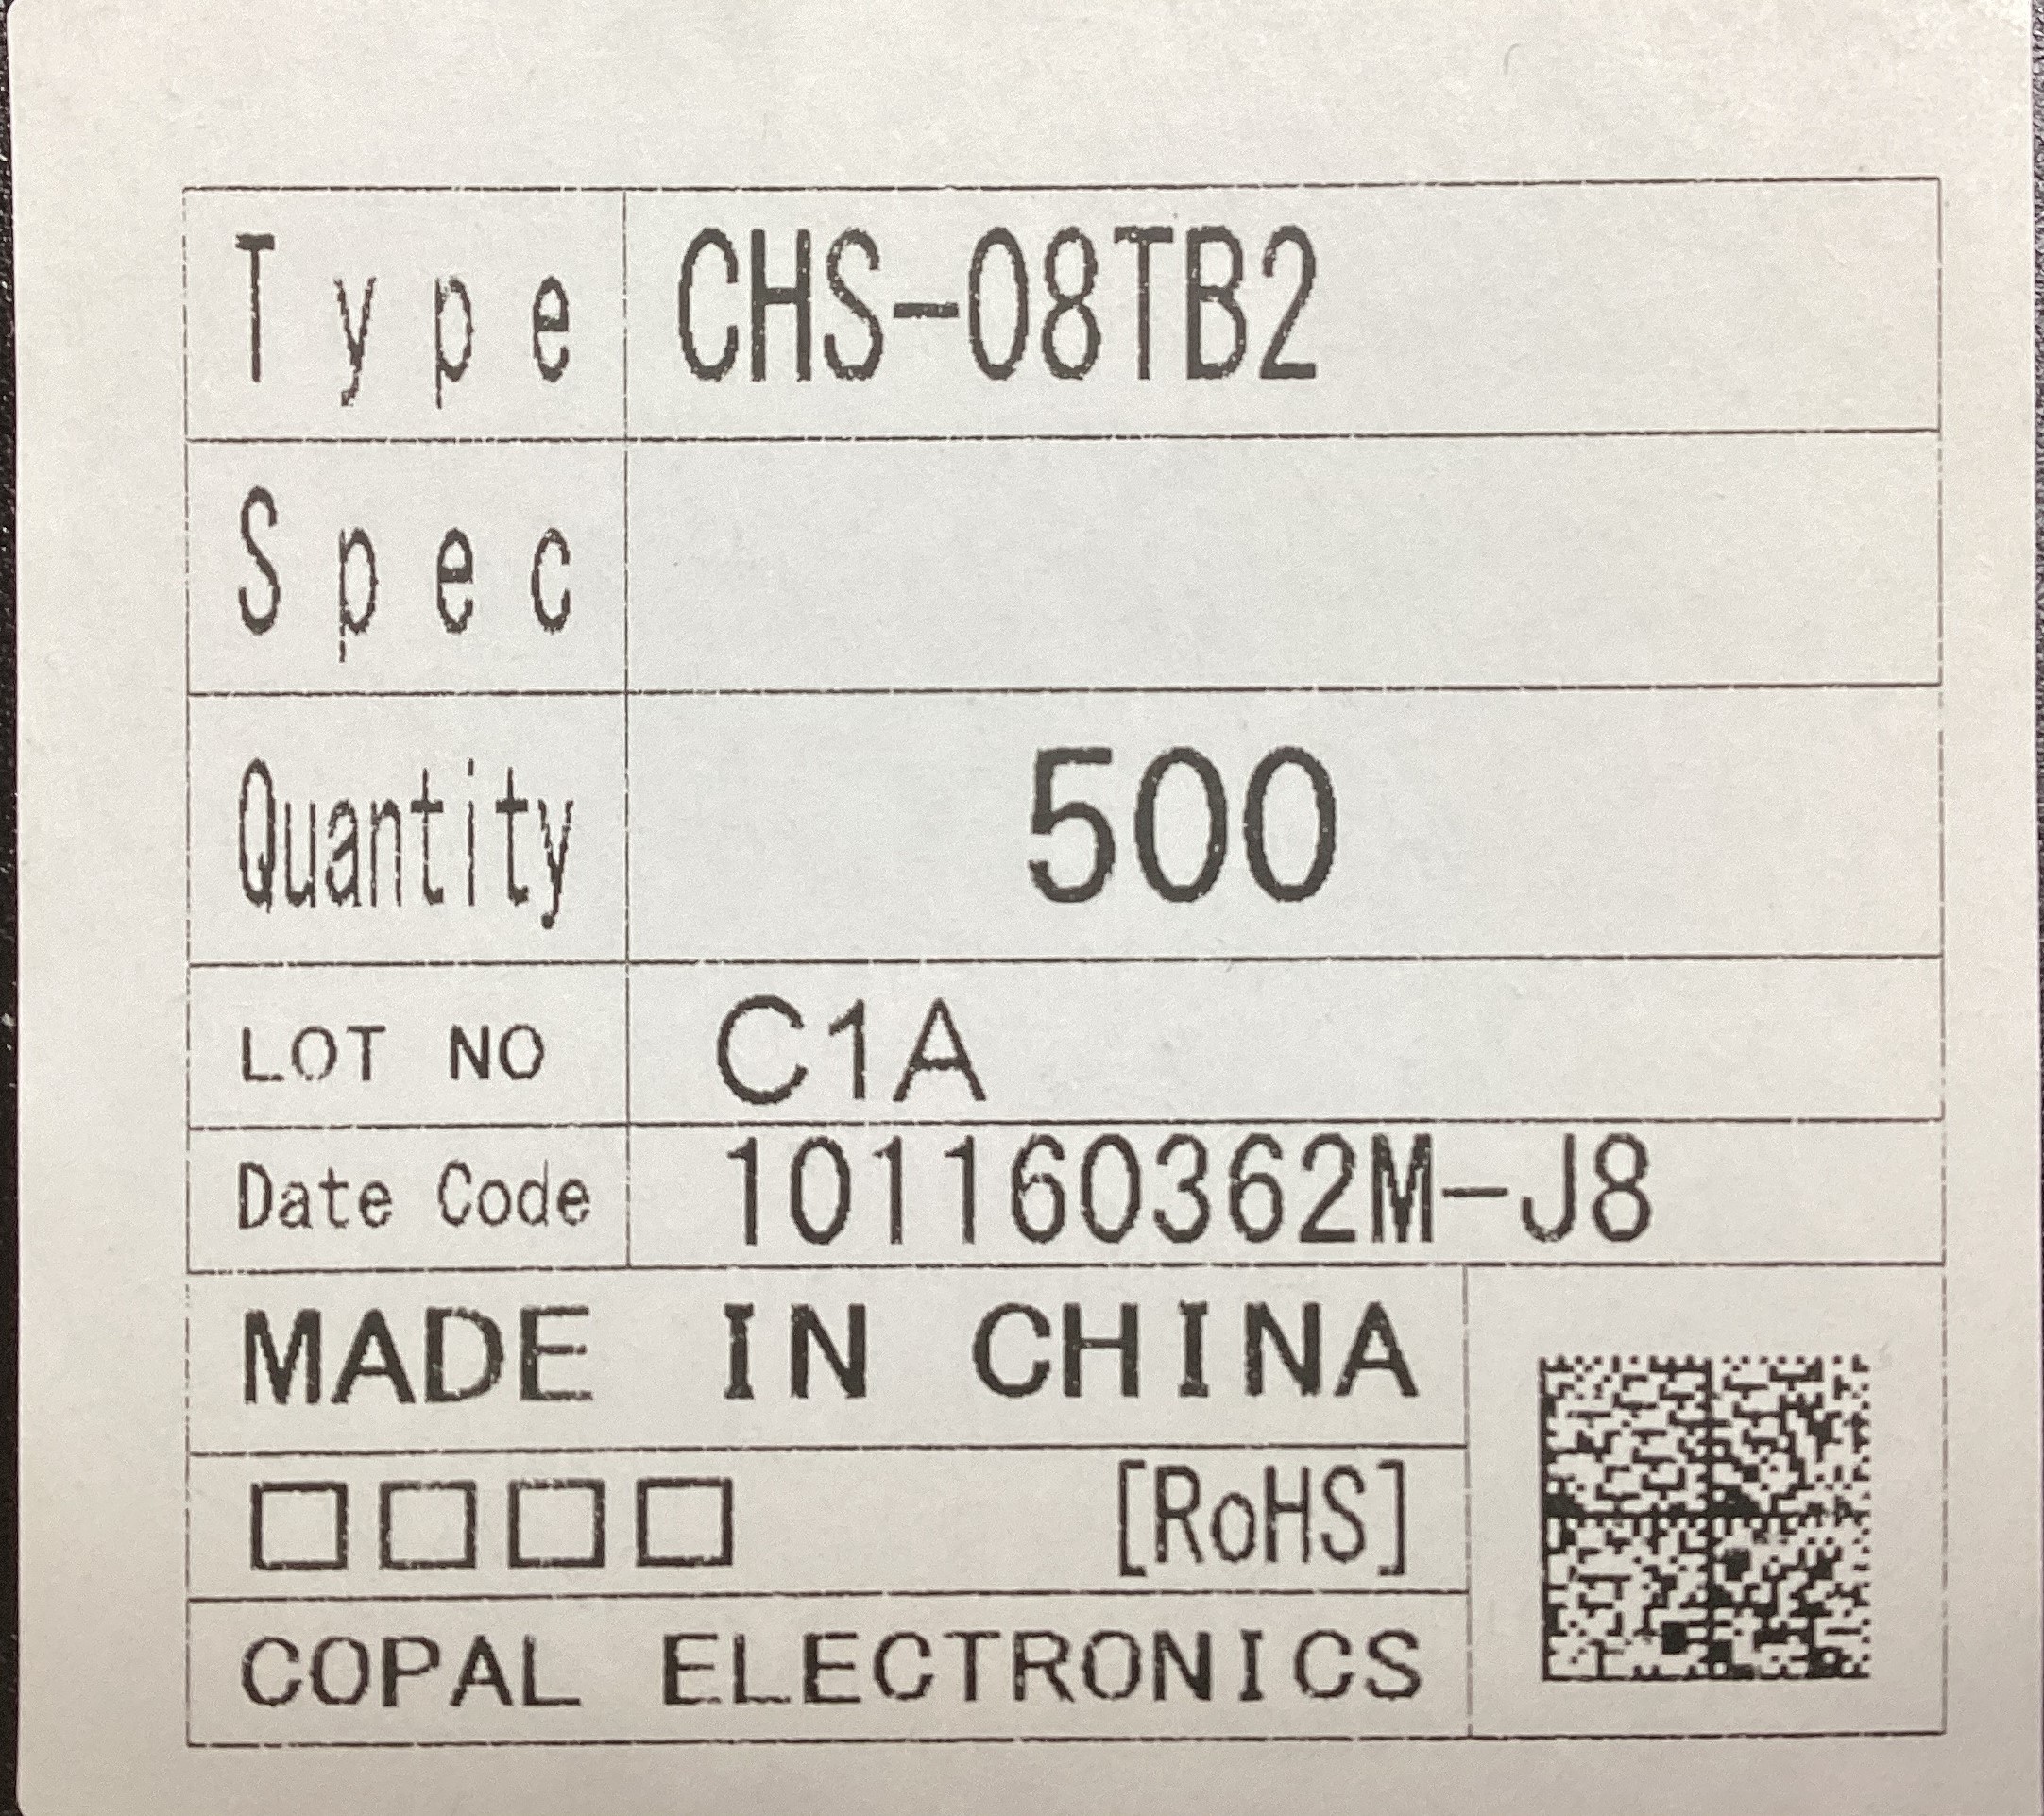 Type CHS-08TB2
Spec
Quantity 500
LOT NO C1A
Date Code 101160362M-J8
MADE IN CHINA
□□□□ [RoHS]
COPAL ELECTRONICS